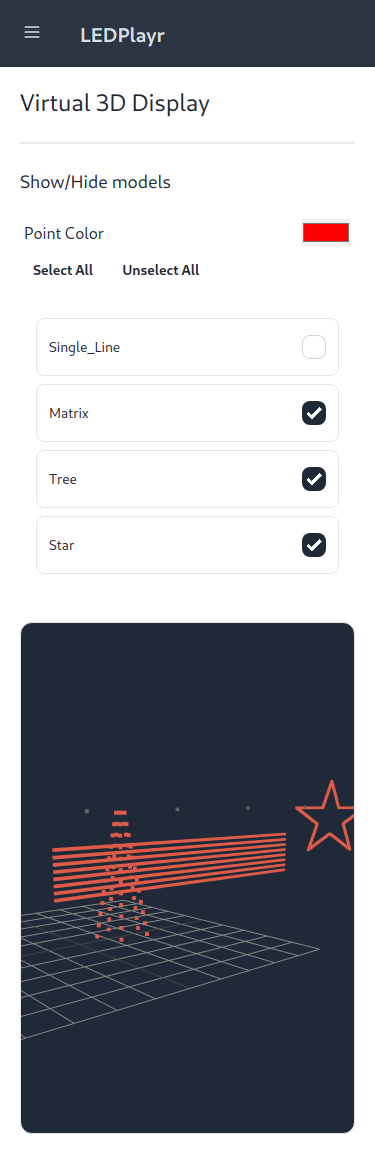 LEDPlayr
Virtual 3D Display
Show/Hide models
Point Color
Select All Unselect All
Single_Line
Matrix
Tree
Star